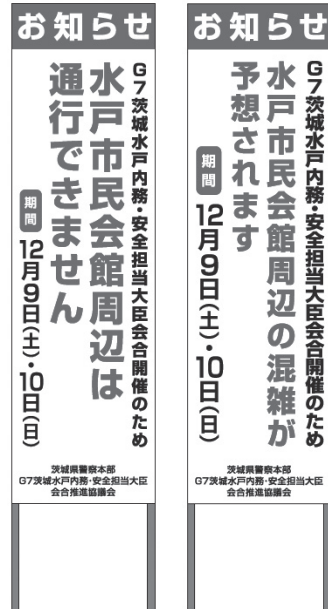 お知らせ
G7茨城水戸内務・安全担当大臣会合開催のため
水戸市民会館周辺は
通行できません
期間
12月9日(土)・10日(日)
茨城県警察本部
G7茨城水戸内務・安全担当大臣
会合推進協議会
お知らせ
G7茨城水戸内務・安全担当大臣会合開催のため
水戸市民会館周辺の混雑が
予想されます
期間
12月9日(土)・10日(日)
茨城県警察本部
G7茨城水戸内務・安全担当大臣
会合推進協議会